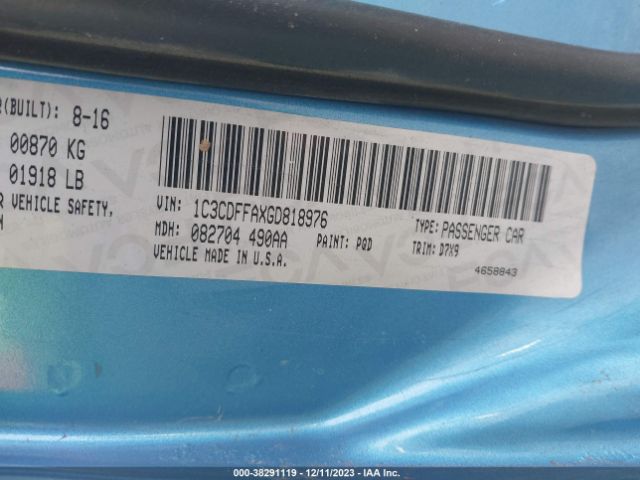 R(BUILT): 8-16
00870 KG
01918 LB
R VEHICLE SAFETY,
VIN: 1C3CDFFAXGD818976
TYPE: PASSENGER CAR
MDH: 082704 490AA
PAINT: PQD
TRIM: D7X9
VEHICLE MADE IN U.S.A.
4658843
000-38291119 - 12/11/2023 - IAA Inc.